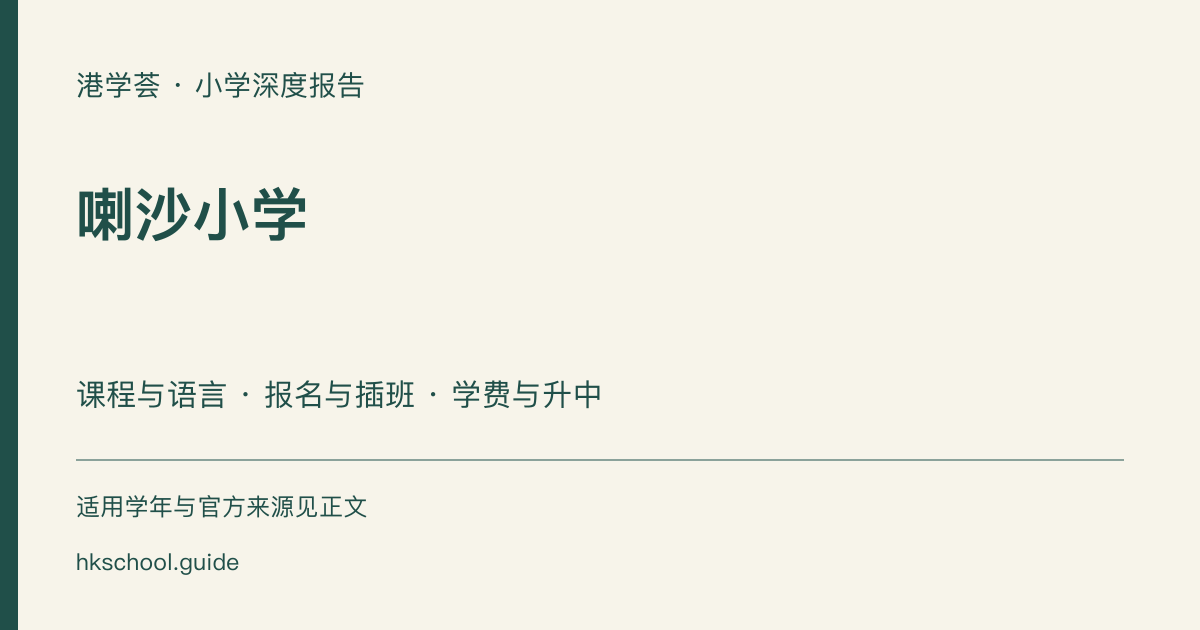 港学荟 · 小学深度报告
喇沙小学
课程与语言 · 报名与插班 · 学费与升中
适用学年与官方来源见正文
hkschool.guide